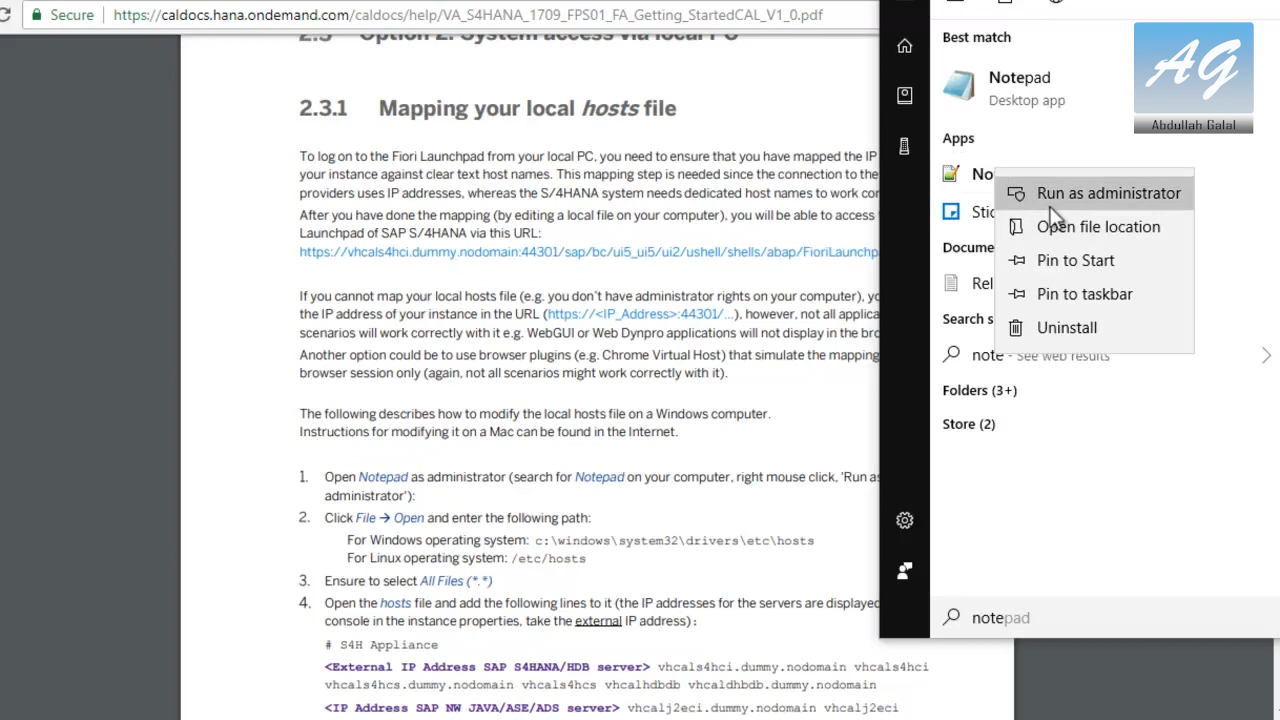 Secure
https://caldocs.hana.ondemand.com/caldocs/help/VA_S4HANA_1709_FPS01_FA_Getting_StartedCAL_V1_0.pdf
2.3 Option 2: System access via local PC
2.3.1 Mapping your local hosts file
To log on to the Fiori Launchpad from your local PC, you need to ensure that you have mapped the IP
your instance against clear text host names. This mapping step is needed since the connection to the
providers uses IP addresses, whereas the S/4HANA system needs dedicated host names to work co
After you have done the mapping (by editing a local file on your computer), you will be able to access
Launchpad of SAP S/4HANA via this URL:
https://vhcals4hci.dummy.nodomain:44301/sap/bc/ui5_ui5/ui2/ushell/shells/abap/FioriLaunchp
If you cannot map your local hosts file (e.g. you don't have administrator rights on your computer), yo
the IP address of your instance in the URL (https://<IP_Address>:44301/...), however, not all applica
scenarios will work correctly with it e.g. WebGUI or Web Dynpro applications will not display in the bro
Another option could be to use browser plugins (e.g. Chrome Virtual Host) that simulate the mapping
browser session only (again, not all scenarios might work correctly with it).
The following describes how to modify the local hosts file on a Windows computer.
Instructions for modifying it on a Mac can be found in the Internet.
1. Open Notepad as administrator (search for Notepad on your computer, right mouse click, 'Run as
administrator'):
2. Click File → Open and enter the following path:
For Windows operating system: c:\windows\system32\drivers\etc\hosts
For Linux operating system: /etc/hosts
3. Ensure to select All Files (*.*)
4. Open the hosts file and add the following lines to it (the IP addresses for the servers are displayed
console in the instance properties, take the external IP address):
# S4H Appliance
<External IP Address SAP S4HANA/HDB server> vhcals4hci.dummy.nodomain vhcals4hci
vhcals4hcs.dummy.nodomain vhcals4hcs vhcalhdbdb vhcaldhbdb.dummy.nodomain
<IP Address SAP NW JAVA/ASE/ADS server> vhcalj2eci.dummy.nodomain vhcalj2eci
Best match
Notepad
Desktop app
AG
Abdullah Galal
Apps
No
Stic
Docume
Rel
Search s
note - See web results
Folders (3+)
Store (2)
Run as administrator
Open file location
Pin to Start
Pin to taskbar
Uninstall
notepad